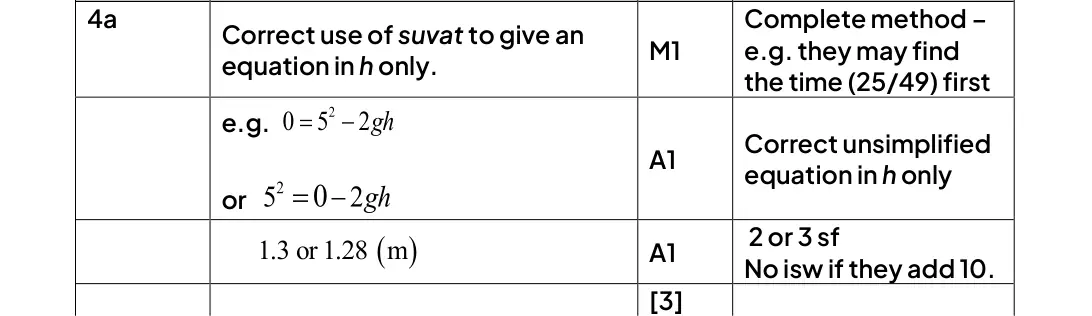 4a
Correct use of suvat to give an
equation in h only.
M1
Complete method –
e.g. they may find
the time (25/49) first
e.g. 0 = 5² – 2gh
or 5² = 0 – 2gh
A1
Correct unsimplified
equation in h only
1.3 or 1.28 (m)
A1
2 or 3 sf
No isw if they add 10.
[3]